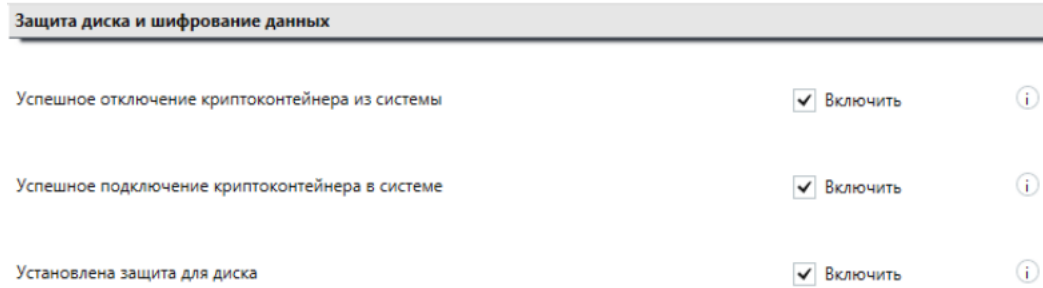 Защита диска и шифрование данных
Успешное отключение криптоконтейнера из системы Включить i
Успешное подключение криптоконтейнера в системе Включить i
Установлена защита для диска Включить i